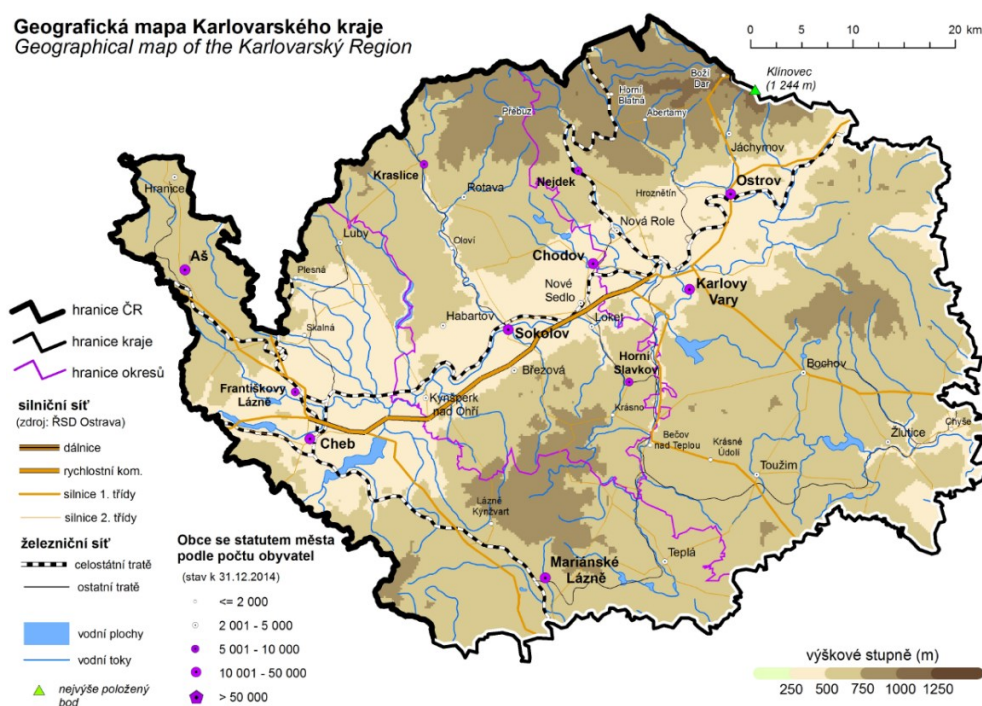 Geografická mapa Karlovarského kraje
Geographical map of the Karlovarský Region
0 5 10 20 km
Klínovec
(1 244 m)
Boží
Dar
Horní
Blatná
Abertamy
Přebuz
Jáchymov
Kraslice
Rotava
Nejdek
Hroznětín
Ostrov
Hranice
Luby
Nová Role
Oloví
Aš
Plesná
Chodov
Karlovy
Vary
Nové
Sedlo
Skalná
Habartov
Sokolov
Loket
Horní
Slavkov
Březová
Bochov
Františkovy
Lázně
Kynšperk
nad Ohří
Krásno
Chyše
Žlutice
Cheb
Bečov
nad Teplou
Krásné
Údolí
Toužim
Lázně
Kynžvart
Teplá
Mariánské
Lázně
hranice ČR
hranice kraje
hranice okresů
silniční síť
(zdroj: ŘSD Ostrava)
dálnice
rychlostní kom.
silnice 1. třídy
silnice 2. třídy
železniční síť
celostátní tratě
ostatní tratě
vodní plochy
vodní toky
nejvýše položený
bod
Obce se statutem města
podle počtu obyvatel
(stav k 31.12.2014)
<= 2 000
2 001 - 5 000
5 001 - 10 000
10 001 - 50 000
> 50 000
výškové stupně (m)
250 500 750 1000 1250